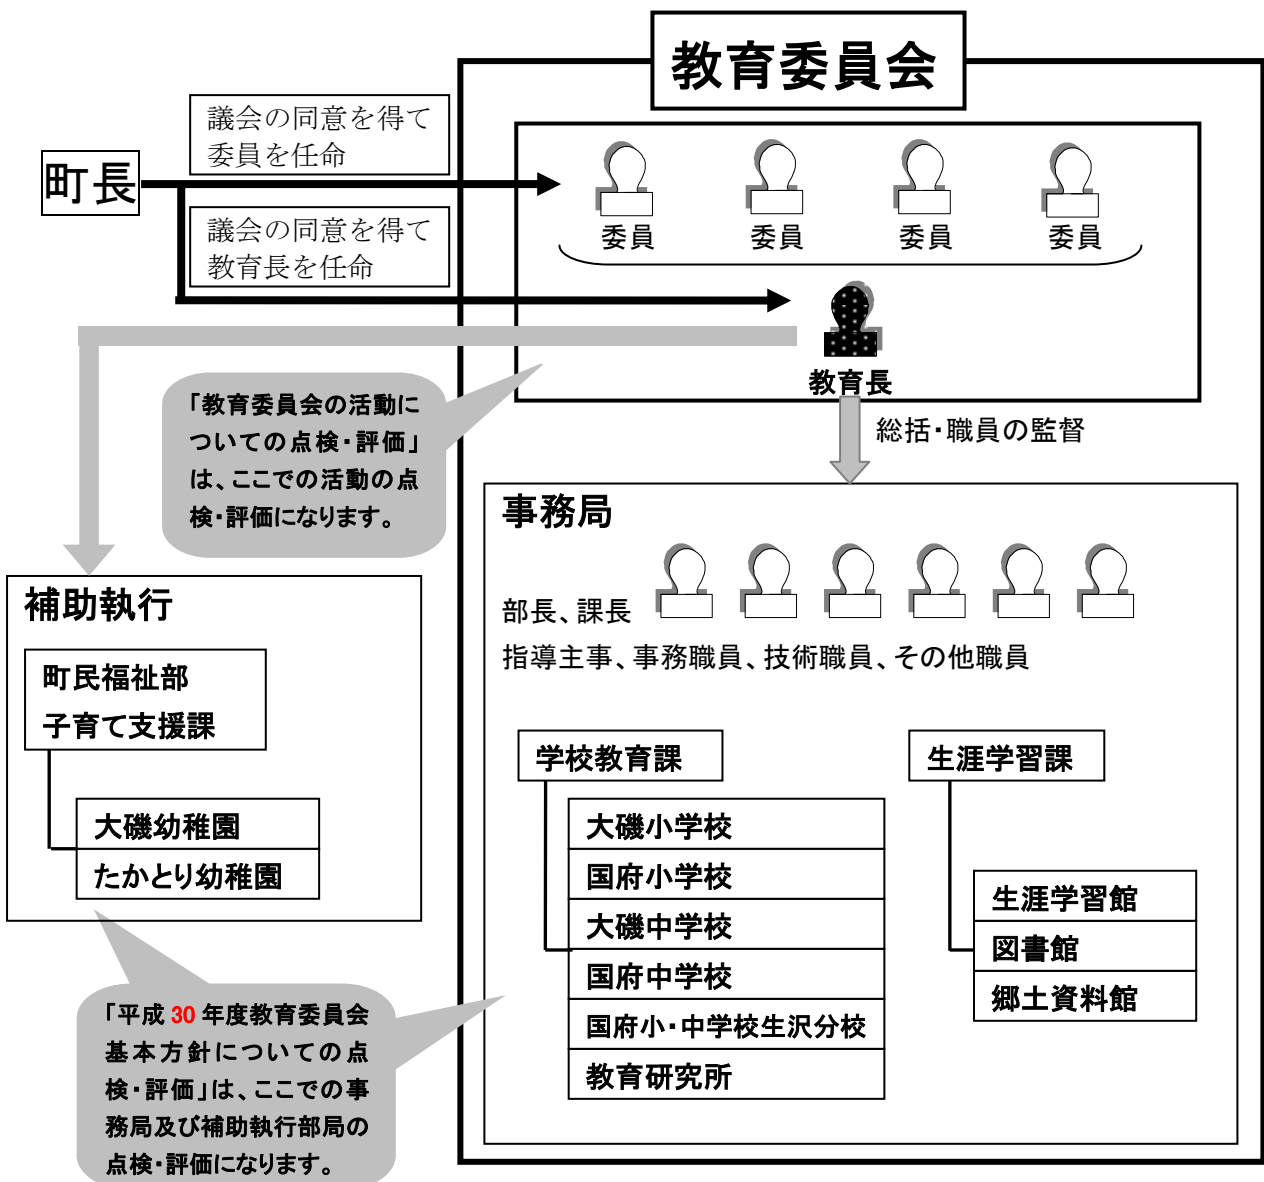 教育委員会
議会の同意を得て
委員を任命
町長
議会の同意を得て
教育長を任命
委員
委員
委員
委員
教育長
「教育委員会の活動に
ついての点検・評価」
は、ここでの活動の点
検・評価になります。
総括・職員の監督
事務局
部長、課長
指導主事、事務職員、技術職員、その他職員
補助執行
町民福祉部
子育て支援課
大磯幼稚園
たかとり幼稚園
学校教育課
大磯小学校
国府小学校
大磯中学校
国府中学校
国府小・中学校生沢分校
教育研究所
生涯学習課
生涯学習館
図書館
郷土資料館
「平成 30 年度教育委員会
基本方針についての点
検・評価」は、ここでの事
務局及び補助執行部局の
点検・評価になります。